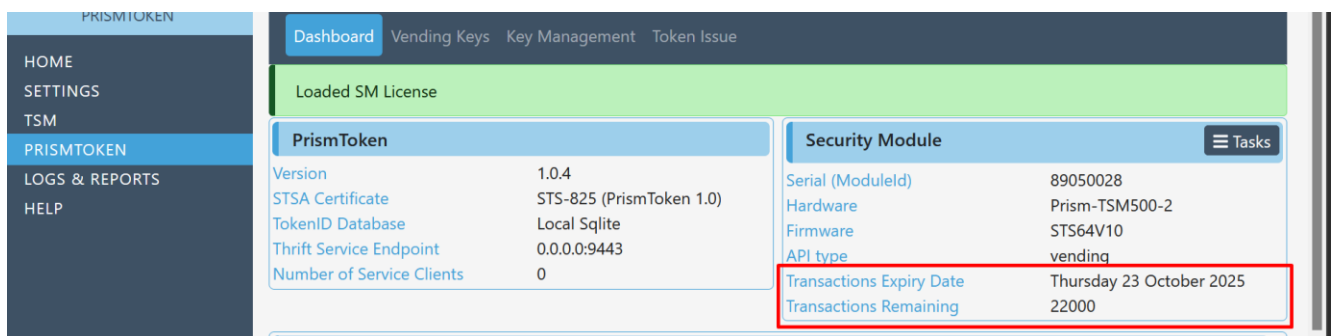 PRISMTOKEN
HOME
SETTINGS
TSM
PRISMTOKEN
LOGS & REPORTS
HELP
Dashboard Vending Keys Key Management Token Issue
Loaded SM License
PrismToken
Version 1.0.4
STSA Certificate STS-825 (PrismToken 1.0)
TokenID Database Local Sqlite
Thrift Service Endpoint 0.0.0.0:9443
Number of Service Clients 0
Security Module
Tasks
Serial (ModuleId) 89050028
Hardware Prism-TSM500-2
Firmware STS64V10
API type vending
Transactions Expiry Date Thursday 23 October 2025
Transactions Remaining 22000